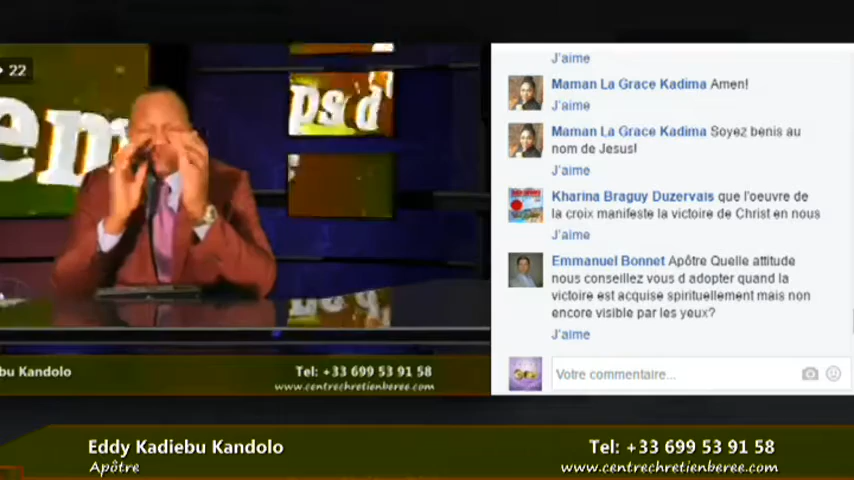 22
em
psd
J'aime
Maman La Grace Kadima Amen!
J'aime
Maman La Grace Kadima Soyez benis au
nom de Jesus!
J'aime
Kharina Braguy Duzervais que l'oeuvre de
la croix manifeste la victoire de Christ en nous
J'aime
Emmanuel Bonnet Apôtre Quelle attitude
nous conseillez vous d adopter quand la
victoire est acquise spirituellement mais non
encore visible par les yeux?
J'aime
Votre commentaire...
bu Kandolo
Tel: +33 699 53 91 58
www.centrechretienberee.com
Eddy Kadiebu Kandolo
Apôtre
Tel: +33 699 53 91 58
www.centrechretienberee.com